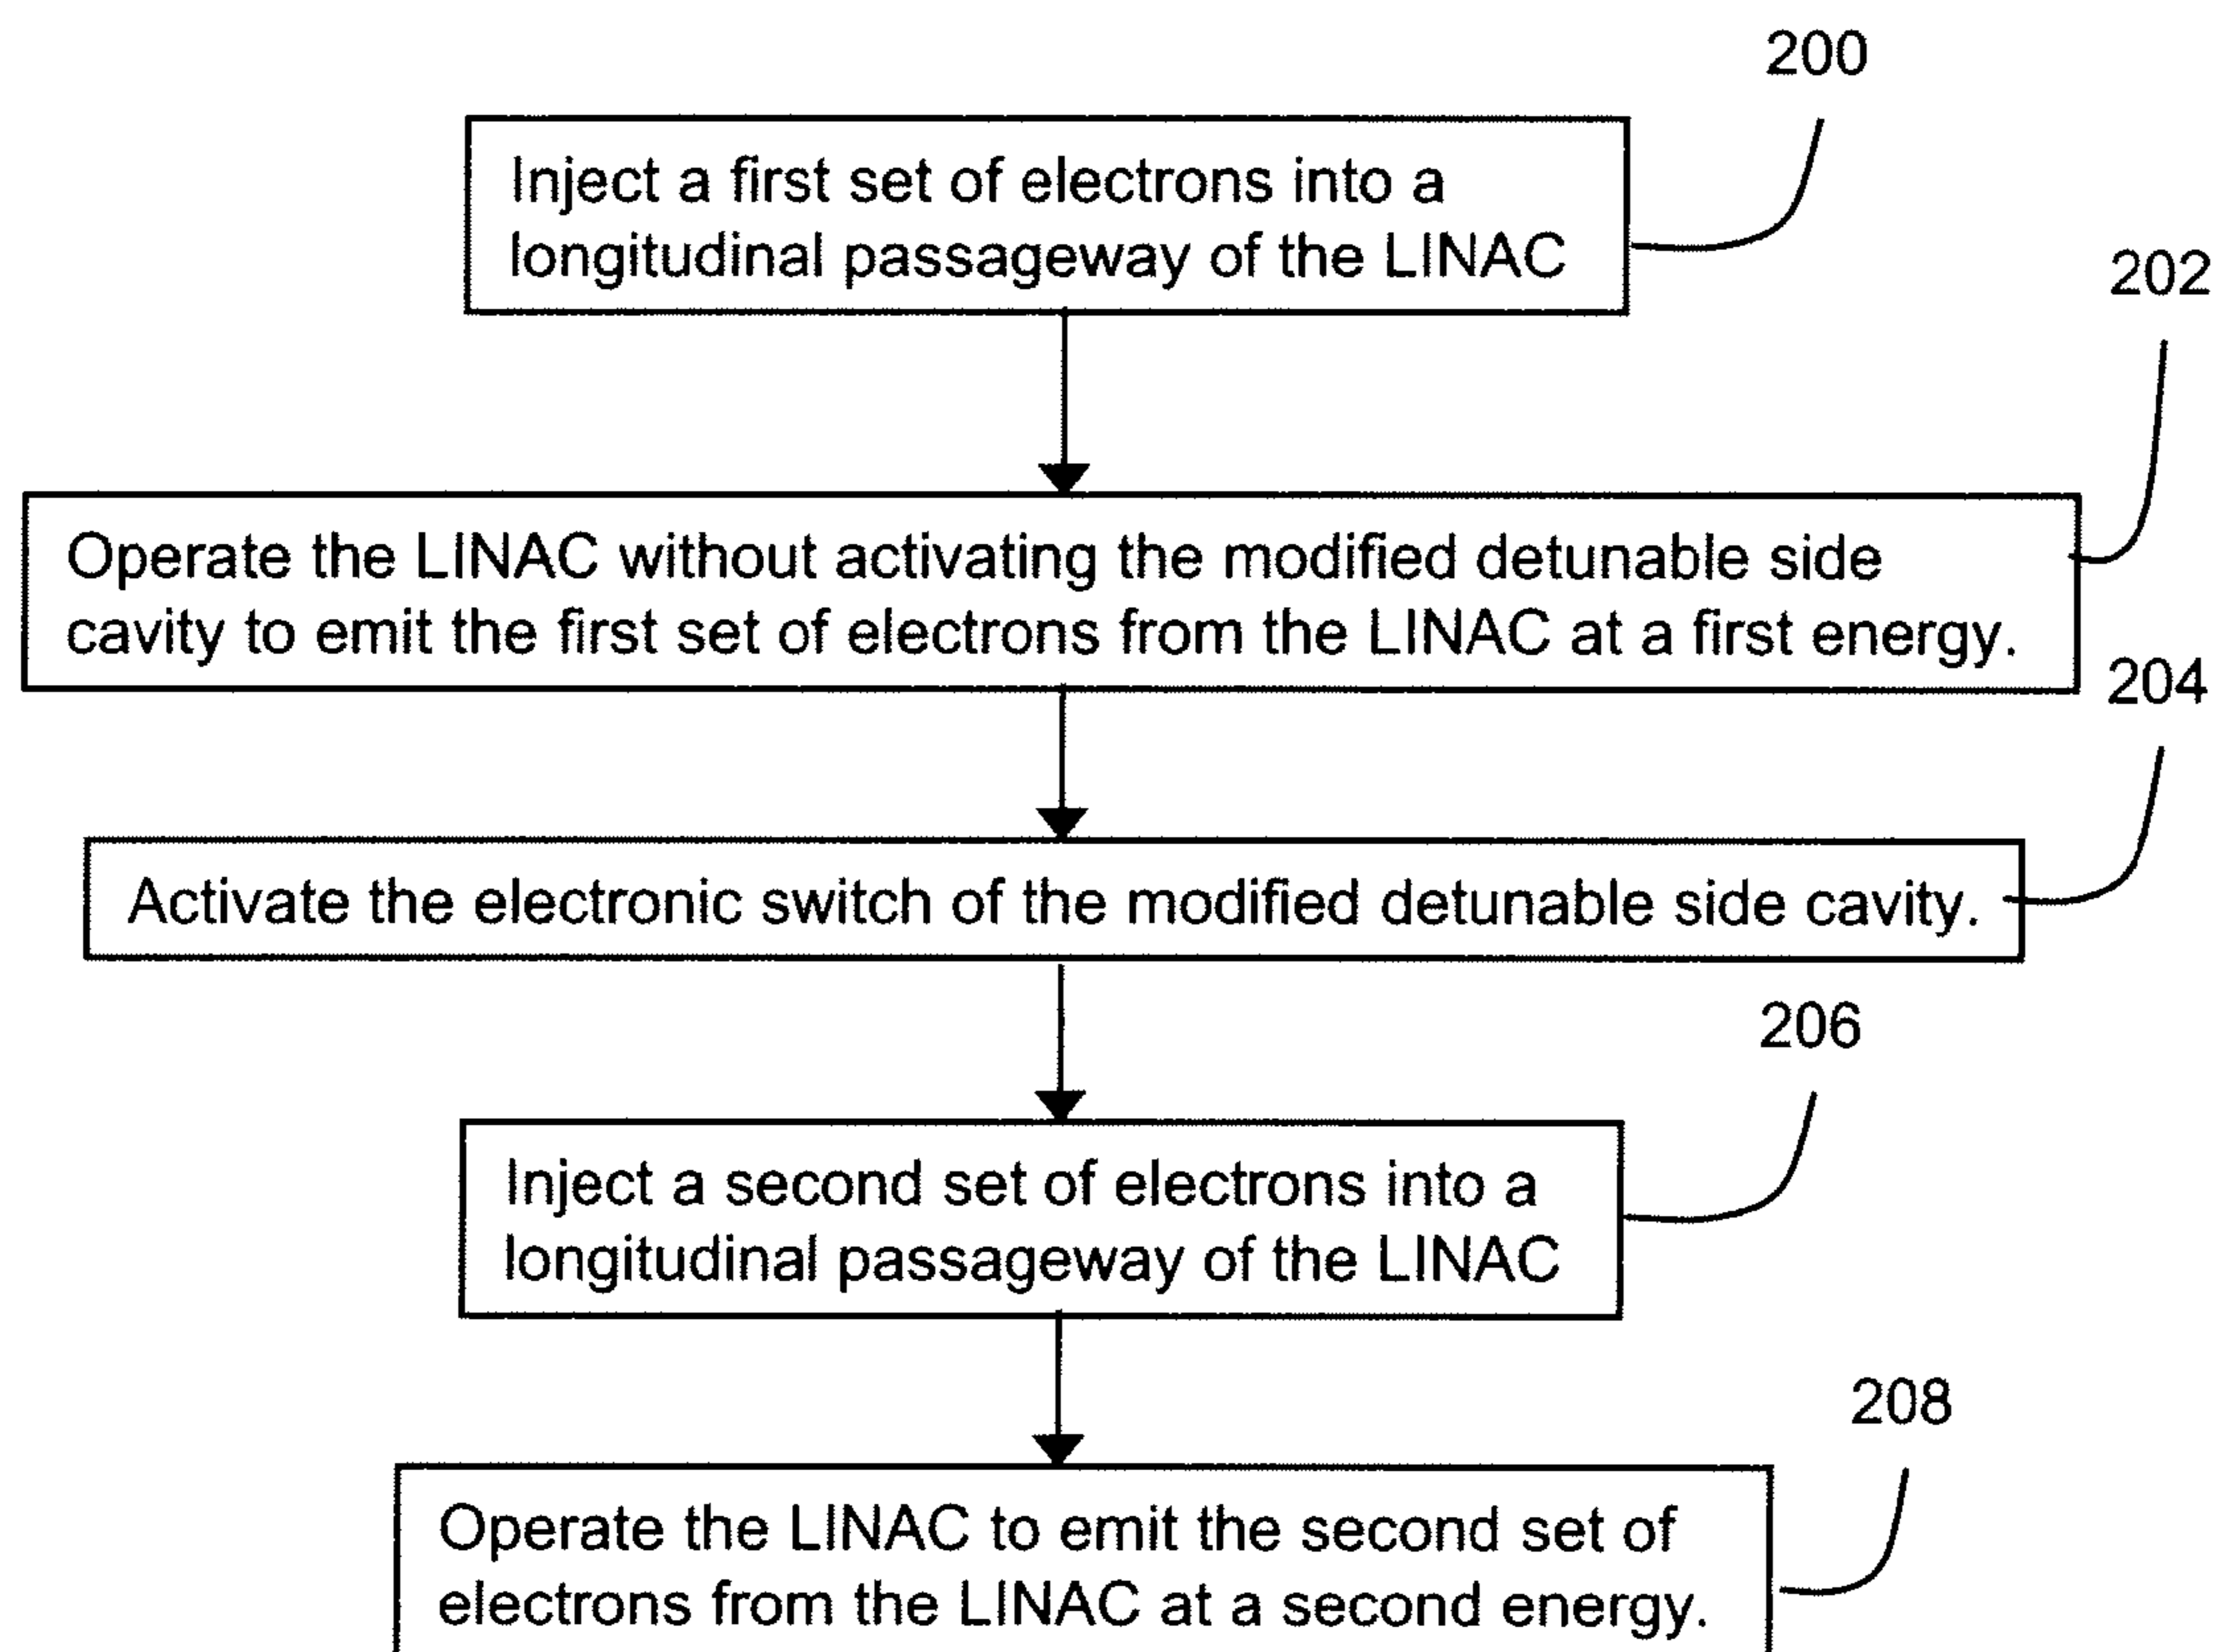 200
Inject a first set of electrons into a
longitudinal passageway of the LINAC
202
Operate the LINAC without activating the modified detunable side
cavity to emit the first set of electrons from the LINAC at a first energy.
204
Activate the electronic switch of the modified detunable side cavity.
206
Inject a second set of electrons into a
longitudinal passageway of the LINAC
208
Operate the LINAC to emit the second set of
electrons from the LINAC at a second energy.